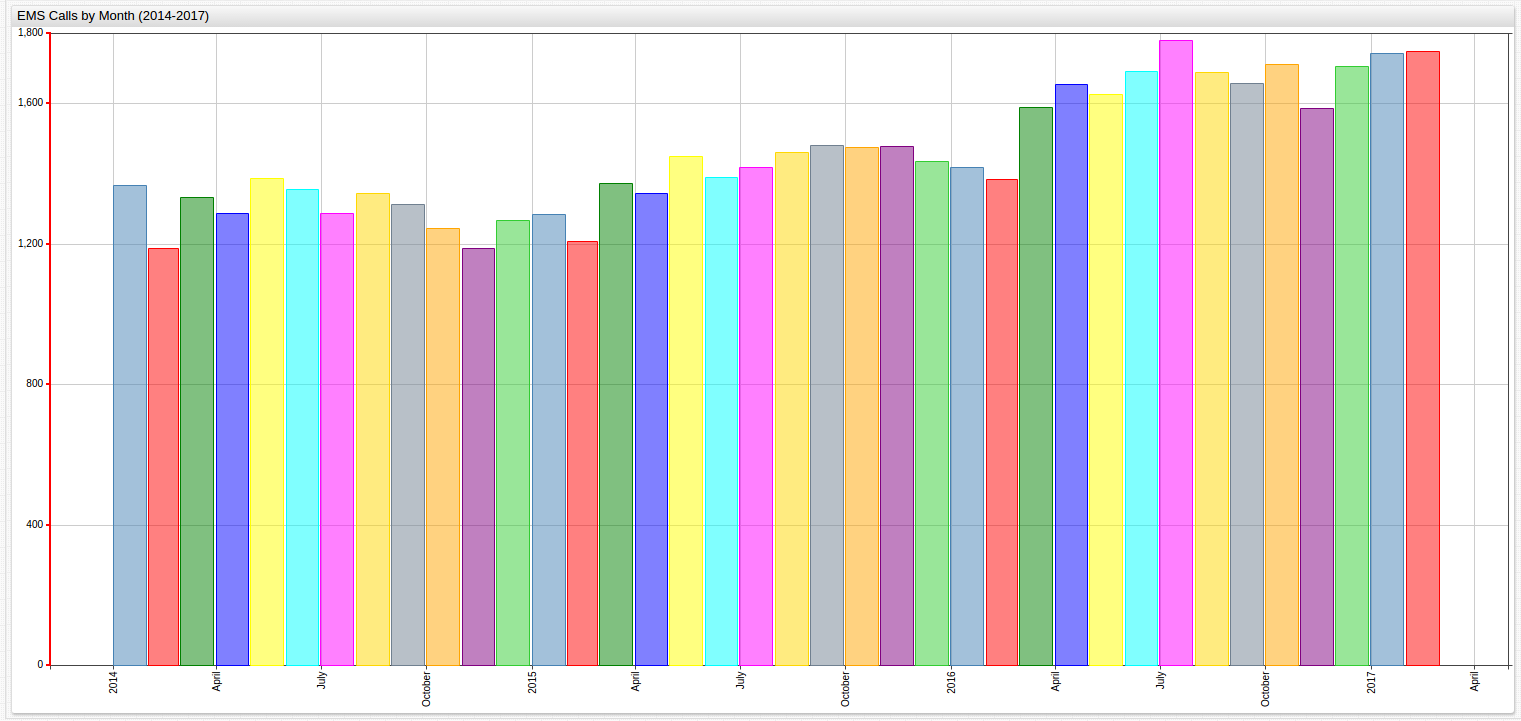 EMS Calls by Month (2014-2017)
1,800
1,600
1,200
800
400
0
2014
April
July
October
2015
April
July
October
2016
April
July
October
2017
April